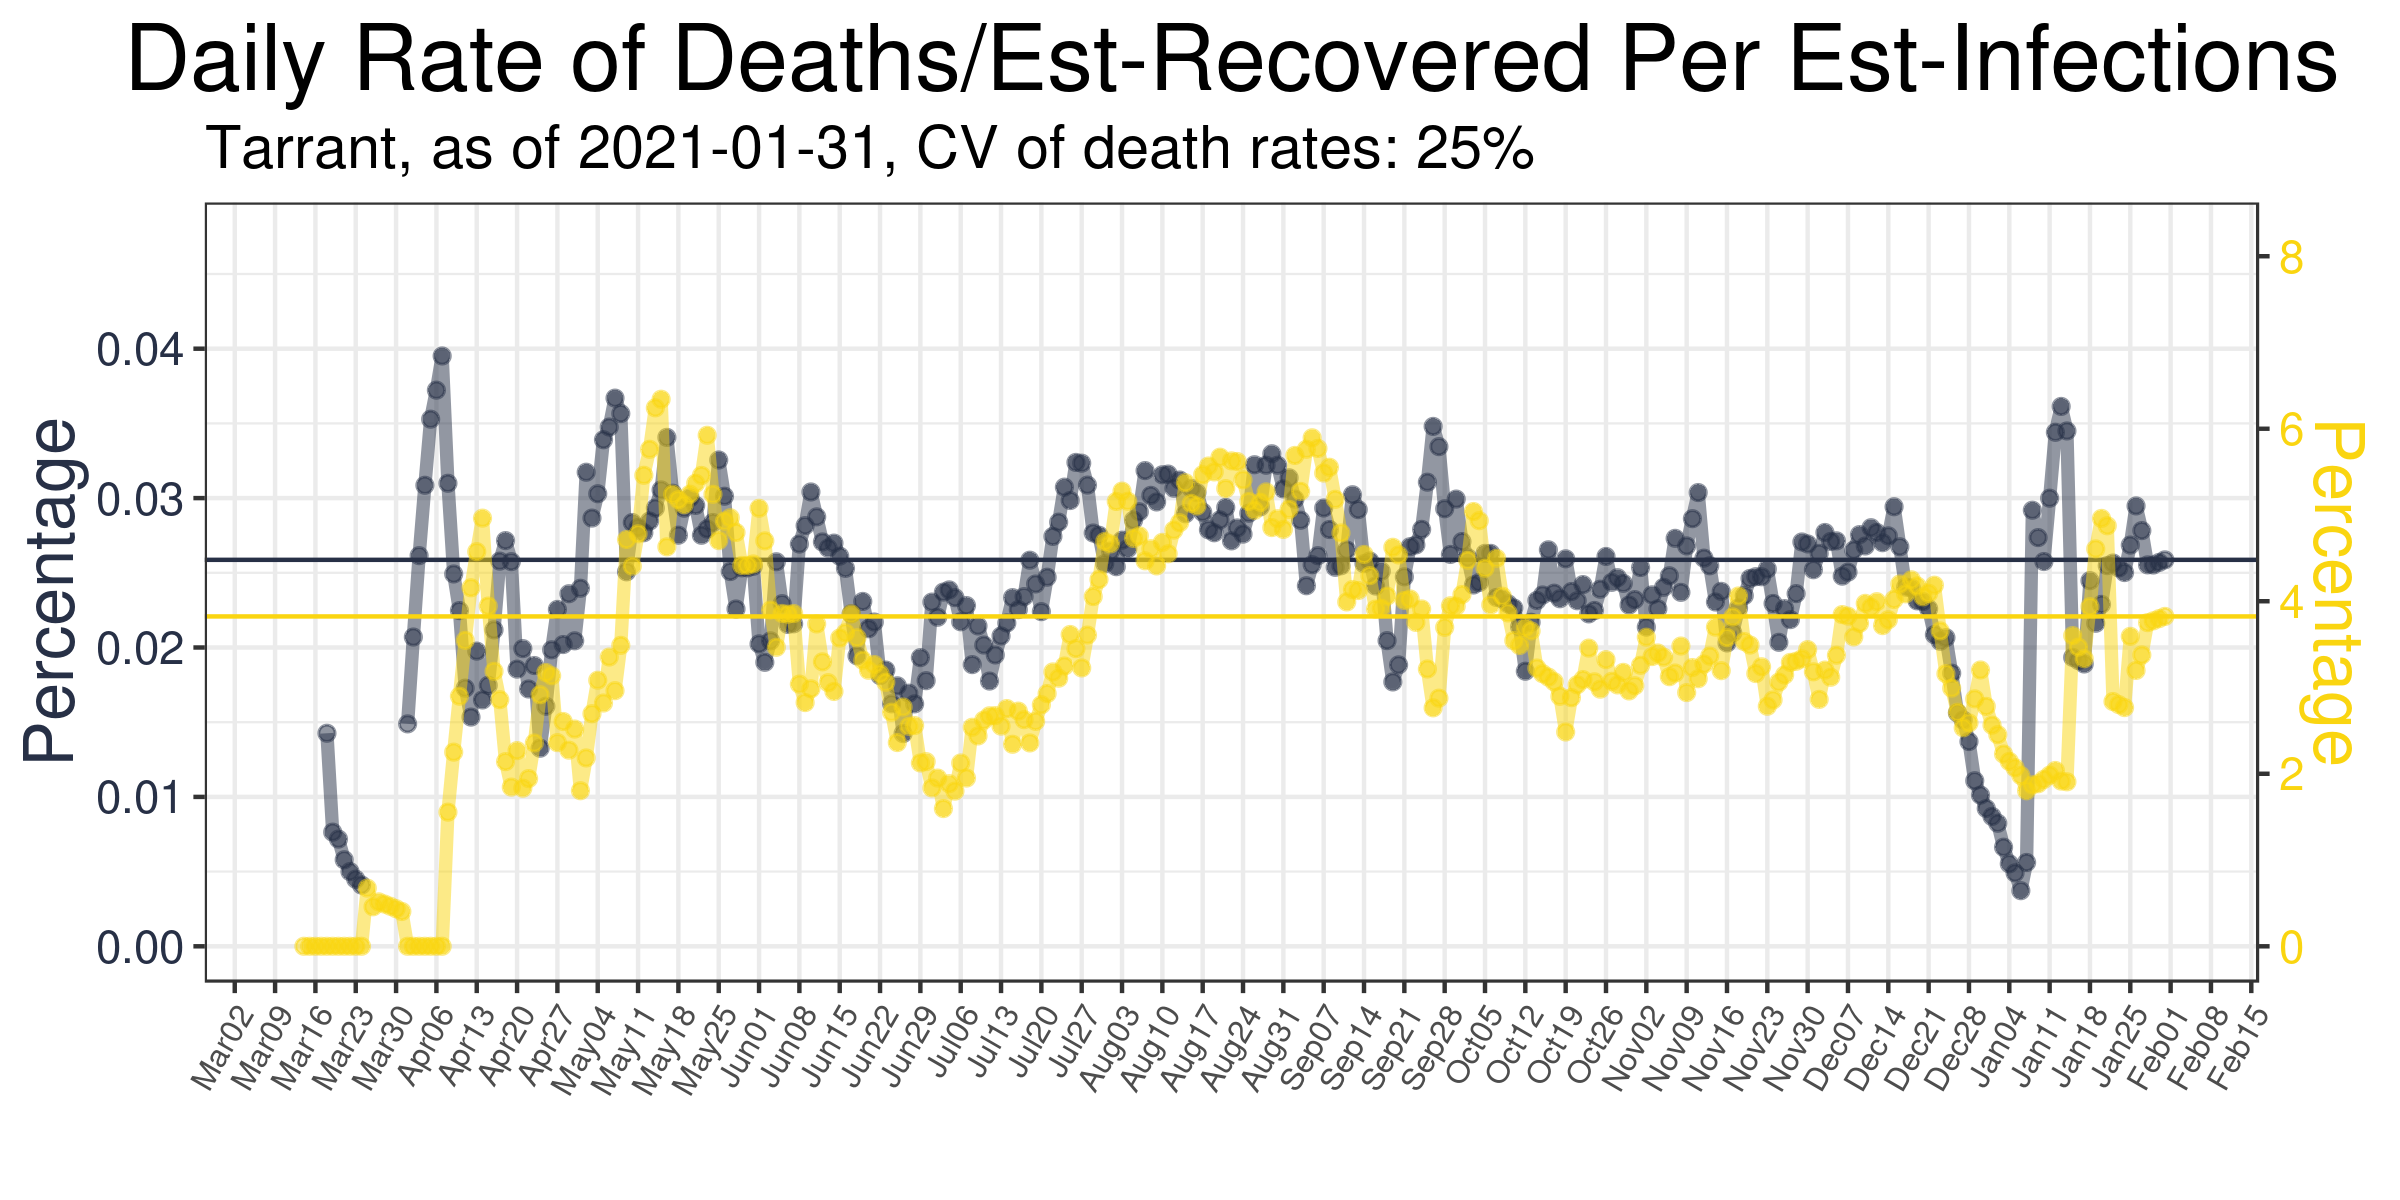 Daily Rate of Deaths/Est-Recovered Per Est-Infections
Tarrant, as of 2021-01-31, CV of death rates: 25%
Percentage
0.04
0.03
0.02
0.01
0.00
8
6
4
2
0
Percentage
Mar02 Mar09 Mar16 Mar23 Mar30 Apr06 Apr13 Apr20 Apr27 May04 May11 May18 May25 Jun01 Jun08 Jun15 Jun22 Jun29 Jul06 Jul13 Jul20 Jul27 Aug03 Aug10 Aug17 Aug24 Aug31 Sep07 Sep14 Sep21 Sep28 Oct05 Oct12 Oct19 Oct26 Nov02 Nov09 Nov16 Nov23 Nov30 Dec07 Dec14 Dec21 Dec28 Jan04 Jan11 Jan18 Jan25 Feb01 Feb08 Feb15